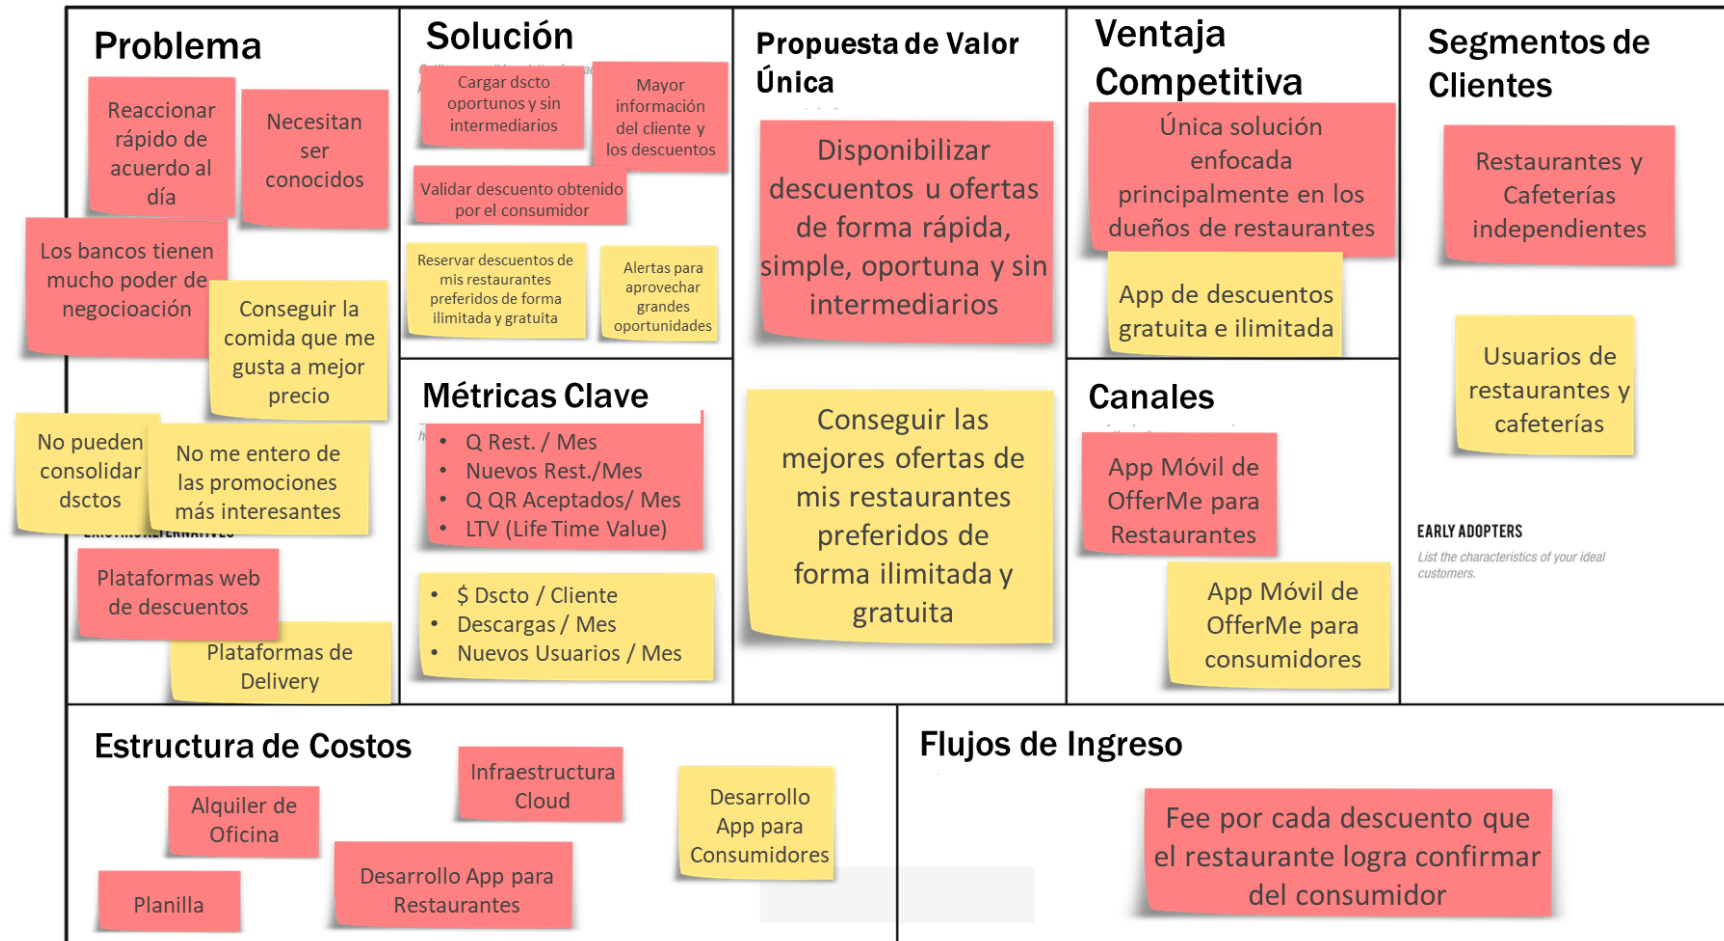 Problema
Reaccionar
rápido de
acuerdo al
día
Necesitan
ser
conocidos
Los bancos tienen
mucho poder de
negocioación
Conseguir la
comida que me
gusta a mejor
precio
No pueden
consolidar
dsctos
No me entero de
las promociones
más interesantes
EXISTING ALTERNATIVES
Plataformas web
de descuentos
Plataformas de
Delivery
Solución
Cargar dscto
oportunos y sin
intermediarios
Mayor
información
del cliente y
los descuentos
Validar descuento obtenido
por el consumidor
Reservar descuentos de
mis restaurantes
preferidos de forma
ilimitada y gratuita
Alertas para
aprovechar
grandes
oportunidades
Métricas Clave
• Q Rest. / Mes
• Nuevos Rest./Mes
• Q QR Aceptados/ Mes
• LTV (Life Time Value)
• $ Dscto / Cliente
• Descargas / Mes
• Nuevos Usuarios / Mes
Propuesta de Valor
Única
Disponibilizar
descuentos u ofertas
de forma rápida,
simple, oportuna y sin
intermediarios
Conseguir las
mejores ofertas de
mis restaurantes
preferidos de
forma ilimitada y
gratuita
Ventaja
Competitiva
Única solución
enfocada
principalmente en los
dueños de restaurantes
App de descuentos
gratuita e ilimitada
Canales
App Móvil de
OfferMe para
Restaurantes
App Móvil de
OfferMe para
consumidores
Segmentos de
Clientes
Restaurantes y
Cafeterías
independientes
Usuarios de
restaurantes y
cafeterías
EARLY ADOPTERS
List the characteristics of your ideal
customers.
Estructura de Costos
Alquiler de
Oficina
Planilla
Infraestructura
Cloud
Desarrollo App para
Restaurantes
Desarrollo
App para
Consumidores
Flujos de Ingreso
Fee por cada descuento que
el restaurante logra confirmar
del consumidor